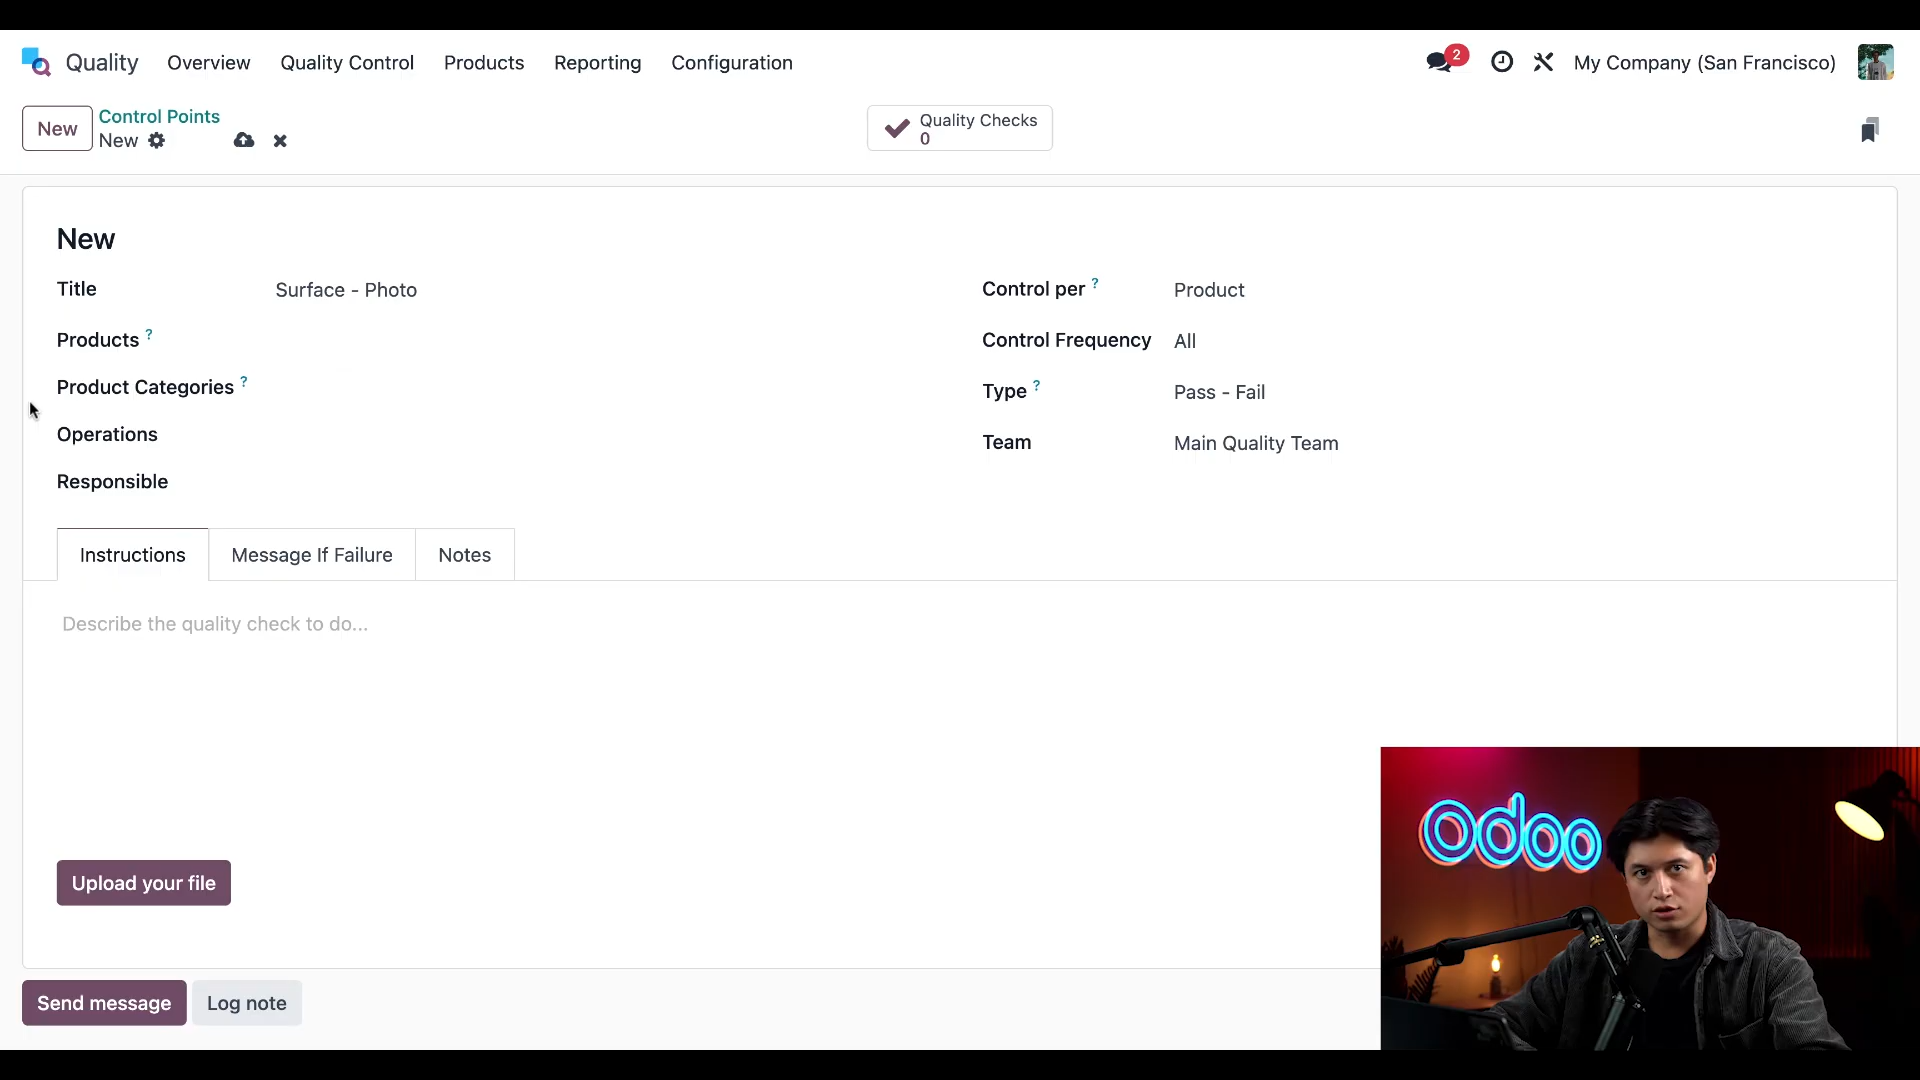 Quality Overview Quality Control Products Reporting Configuration 2 My Company (San Francisco)
New Control Points
New
Quality Checks
0
New
Title Surface - Photo
Products ?
Product Categories ?
Operations
Responsible
Control per ? Product
Control Frequency All
Type ? Pass - Fail
Team Main Quality Team
Instructions Message If Failure Notes
Describe the quality check to do...
Upload your file
odoo
Send message Log note